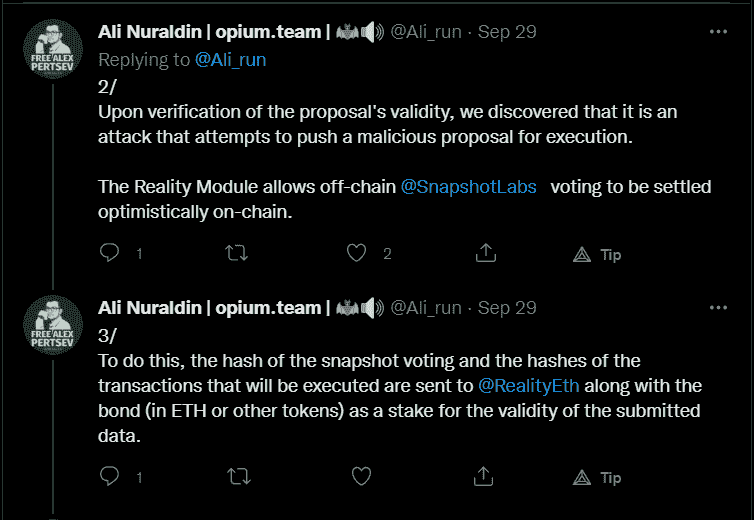 Ali Nuraldin | opium.team | 🦇🔊 @Ali_run · Sep 29
Replying to @Ali_run
2/
Upon verification of the proposal's validity, we discovered that it is an
attack that attempts to push a malicious proposal for execution.
The Reality Module allows off-chain @SnapshotLabs voting to be settled
optimistically on-chain.
1 2 Tip
FREE ALEX
PERTSEV
Ali Nuraldin | opium.team | 🦇🔊 @Ali_run · Sep 29
3/
To do this, the hash of the snapshot voting and the hashes of the
transactions that will be executed are sent to @RealityEth along with the
bond (in ETH or other tokens) as a stake for the validity of the submitted
data.
1 Tip
FREE ALEX
PERTSEV